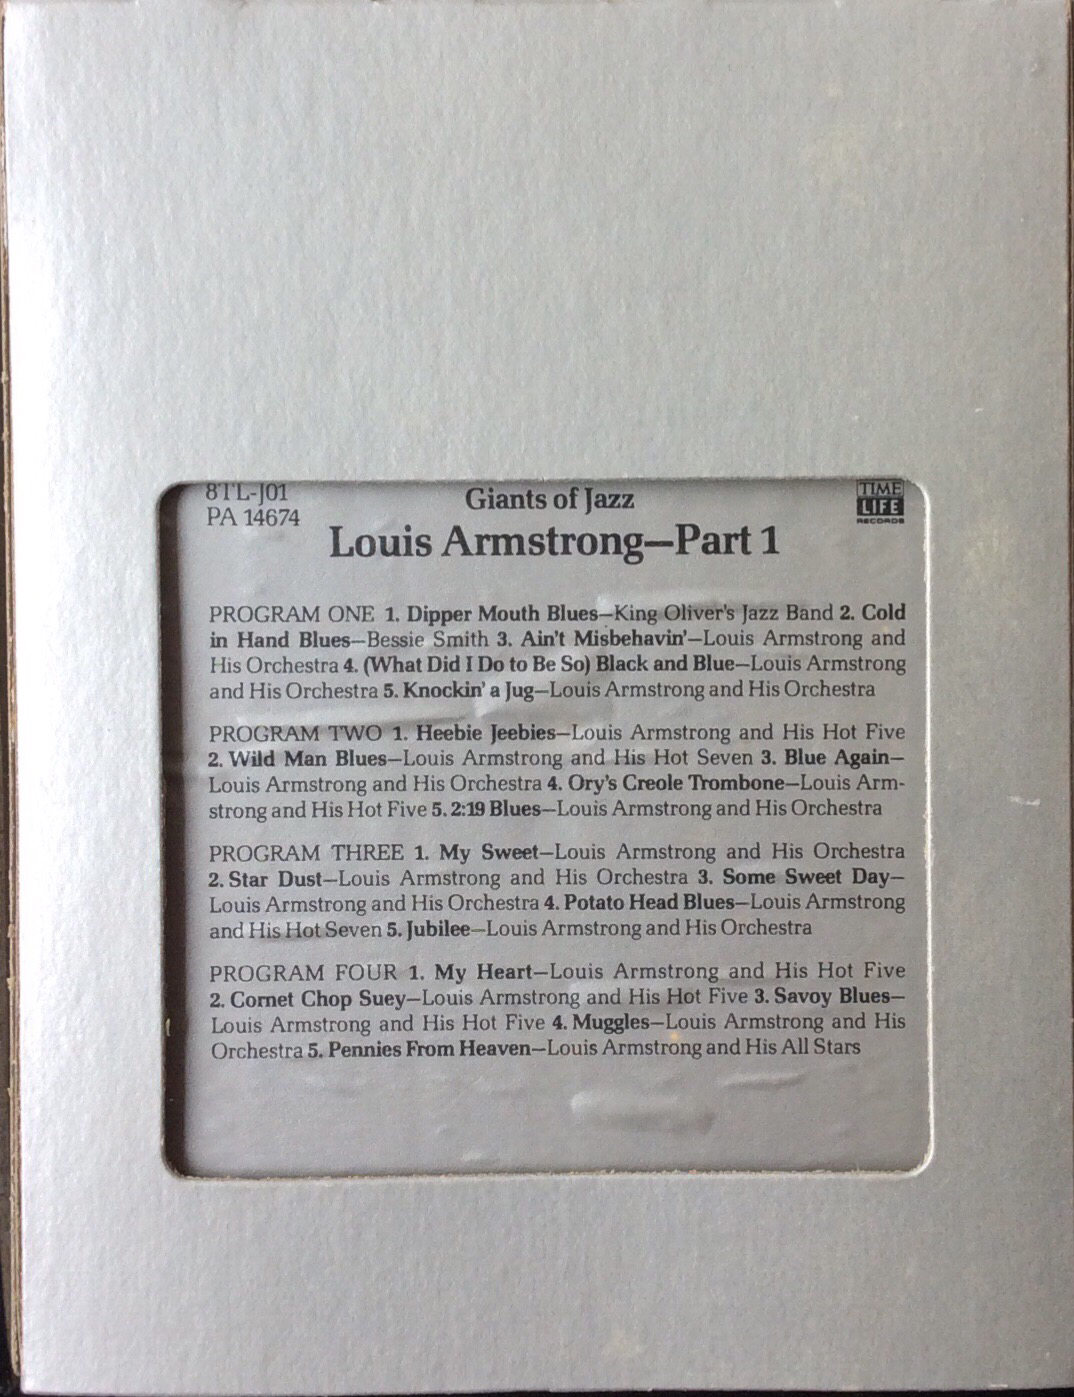 8TL-J01
PA 14674
Giants of Jazz
TIME
LIFE
RECORDS
Louis Armstrong—Part 1
PROGRAM ONE 1. Dipper Mouth Blues—King Oliver's Jazz Band 2. Cold
in Hand Blues—Bessie Smith 3. Ain't Misbehavin'—Louis Armstrong and
His Orchestra 4. (What Did I Do to Be So) Black and Blue—Louis Armstrong
and His Orchestra 5. Knockin' a Jug—Louis Armstrong and His Orchestra
PROGRAM TWO 1. Heebie Jeebies—Louis Armstrong and His Hot Five
2. Wild Man Blues—Louis Armstrong and His Hot Seven 3. Blue Again—
Louis Armstrong and His Orchestra 4. Ory's Creole Trombone—Louis Arm-
strong and His Hot Five 5. 2:19 Blues—Louis Armstrong and His Orchestra
PROGRAM THREE 1. My Sweet—Louis Armstrong and His Orchestra
2. Star Dust—Louis Armstrong and His Orchestra 3. Some Sweet Day—
Louis Armstrong and His Orchestra 4. Potato Head Blues—Louis Armstrong
and His Hot Seven 5. Jubilee—Louis Armstrong and His Orchestra
PROGRAM FOUR 1. My Heart—Louis Armstrong and His Hot Five
2. Cornet Chop Suey—Louis Armstrong and His Hot Five 3. Savoy Blues—
Louis Armstrong and His Hot Five 4. Muggles—Louis Armstrong and His
Orchestra 5. Pennies From Heaven—Louis Armstrong and His All Stars